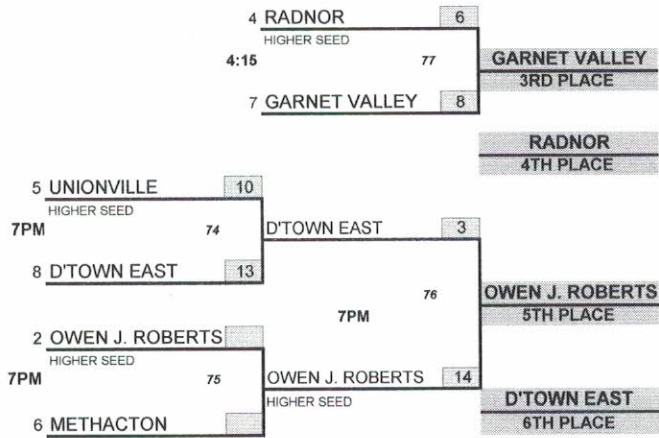 4 RADNOR 6
HIGHER SEED
4:15 77
GARNET VALLEY
3RD PLACE
7 GARNET VALLEY 8
RADNOR
4TH PLACE
5 UNIONVILLE 10
HIGHER SEED
7PM 74
D'TOWN EAST 3
8 D'TOWN EAST 13
76
7PM
OWEN J. ROBERTS
5TH PLACE
2 OWEN J. ROBERTS
HIGHER SEED
7PM 75
OWEN J. ROBERTS 14
HIGHER SEED
6 METHACTON
D'TOWN EAST
6TH PLACE